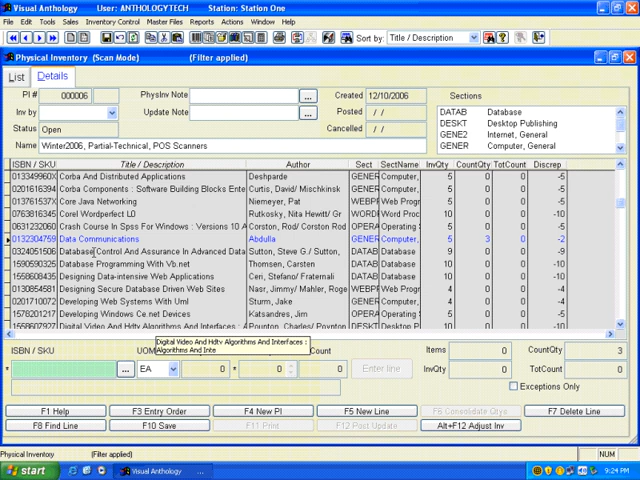 Visual Anthology User: ANTHOLOGYTECH Station: Station One
File Edit Tools Sales Inventory Control Master Files Reports Actions Window Help
Sort by: Title / Description
Physical Inventory (Scan Mode) (Filter applied)
List Details
PI # 000006 PhysInv Note ... Created 12/10/2006 Sections
Inv by Update Note ... Posted / / DATAB Database
Status Open Cancelled / / DESKT Desktop Publishing
GENE2 Internet, General
Name Winter2006, Partial-Technical, POS Scanners GENER Computer, General
ISBN / SKU Title / Description Author Sect SectName InvQty CountQty TotCount Discrep
013349960X Corba And Distributed Applications Deshparde GENER Computer, 5 0 0 -5
0201616394 Corba Components : Software Building Blocks Ente Curtis, David/ Mischkinsk GENER Computer, 5 0 0 -5
013761537X Core Java Networking Niemeyer, Pat WEBPF Web Progr 5 0 0 -5
0763816345 Corel Wordperfect L0 Rutkosky, Nita Hewitt/ Gr WORD Word Proc 10 0 0 -10
0631232060 Crash Course In Spss For Windows : Versions 10 A Corston, Rod/ Corston Rod OPERA Operating 5 0 0 -5
0132304759 Data Communications Abdulla GENER Computer, 5 3 0 -2
0324051506 Database Control And Assurance In Advanced Data Sutton, Steve G./ Sutton, DATAB Database 9 0 0 -9
1590595106 Database Programming With Vb.net Thomsen, Carsten DATAB Database 10 0 0 -10
1558608435 Designing Data-intensive Web Applications Ceri, Stefano/ Fraternali DATAB Database 10 0 0 -10
0130854581 Designing Secure Database Driven Web Sites Nasr, Mahmoud/ Mahler, Roger WEBPF Web Progr 4 0 0 -4
0201710072 Developing Web Systems With Uml Sturm, Jake GENER Computer, 4 0 0 -4
1578201217 Developing Windows Ce.net Devices Katsandres, Jim OPERA Operating 5 0 0 -5
1558607927 Digital Video And Hdtv Algorithms And Interfaces : Poynton, Charles/ Poynton DESKT Desktop P 10 0 0 -10
Digital Video And Hdtv Algorithms And Interfaces :
Algorithms And Inte
ISBN / SKU UOM Count Items 0 CountQty 3
* ... EA 0 * 0 0 Enter line InvQty 0 TotCount 0
Exceptions Only
F1 Help F3 Entry Order F4 New PI F5 New Line F6 Consolidate Qtys F7 Delete Line
F8 Find Line F10 Save F11 Print F12 Post Update Alt+F12 Adjust Inv
Physical Inventory (Filter applied) NUM
start Visual Anthology ... 9:24 PM